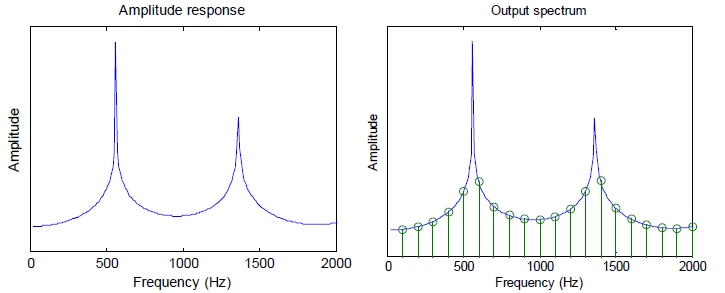 Amplitude response
Amplitude
0 500 1000 1500 2000
Frequency (Hz)
Output spectrum
Amplitude
0 500 1000 1500 2000
Frequency (Hz)